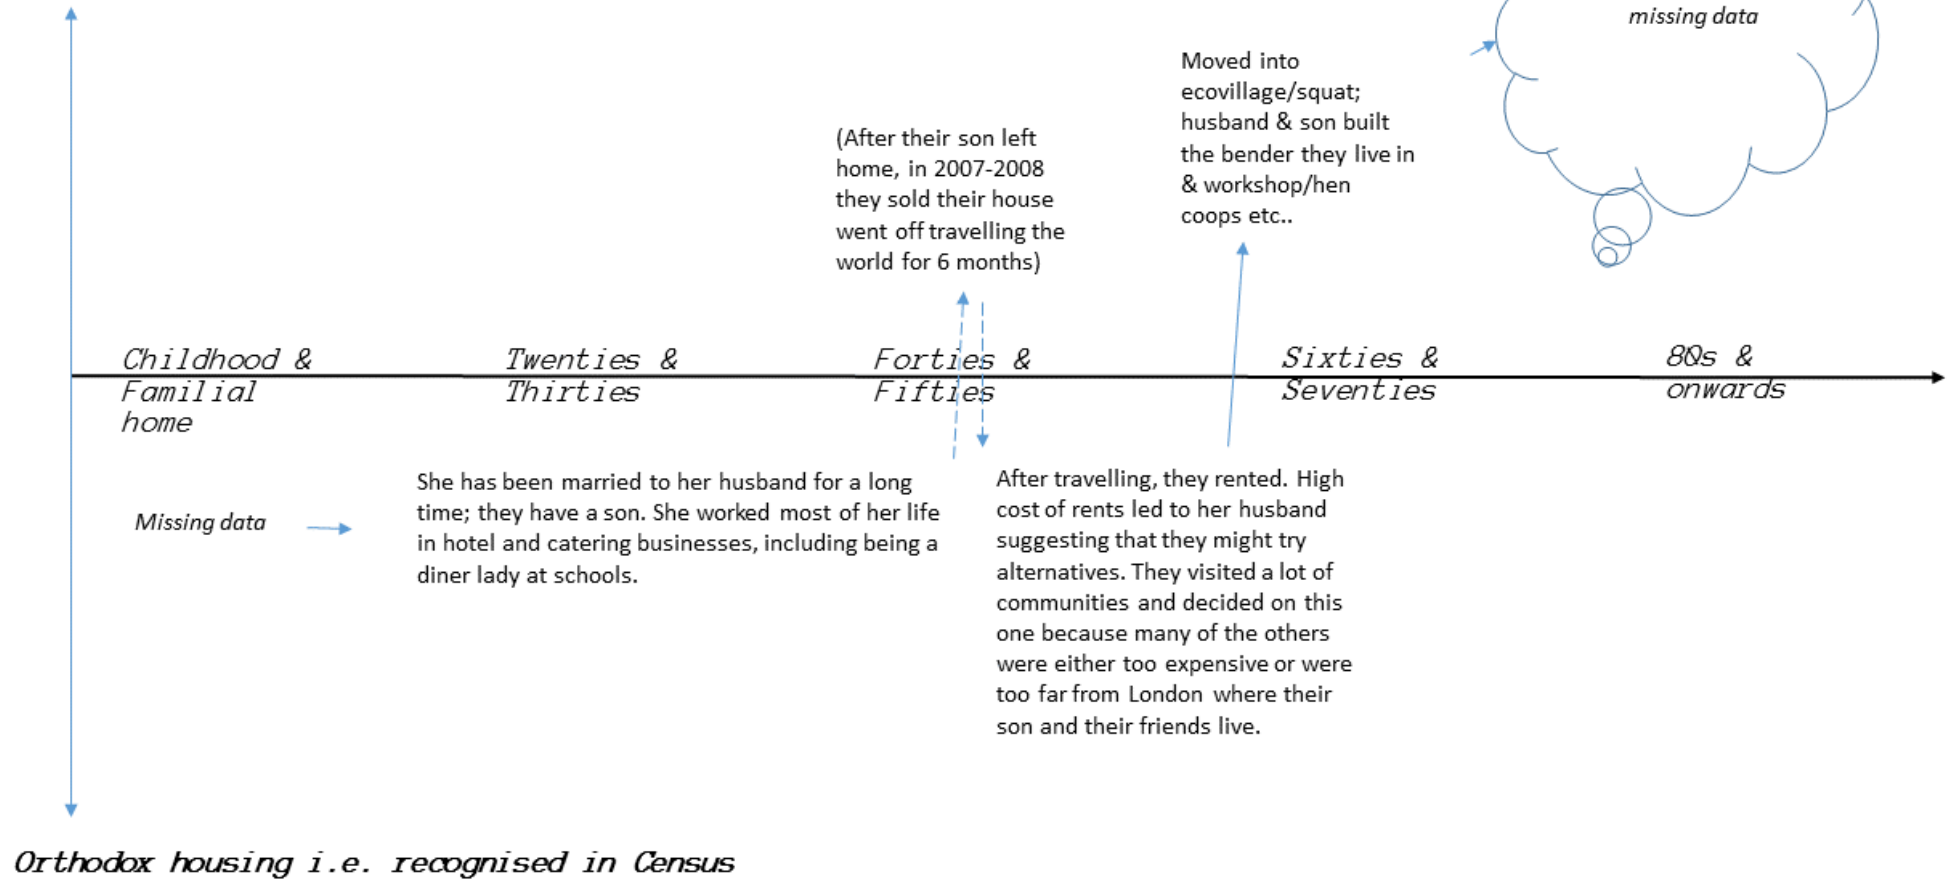 missing data
Moved into
ecovillage/squat;
husband & son built
the bender they live in
& workshop/hen
coops etc..
(After their son left
home, in 2007-2008
they sold their house
went off travelling the
world for 6 months)
Childhood &
Familial
home
Twenties &
Thirties
Forties &
Fifties
Sixties &
Seventies
80s &
onwards
Missing data
She has been married to her husband for a long
time; they have a son. She worked most of her life
in hotel and catering businesses, including being a
diner lady at schools.
After travelling, they rented. High
cost of rents led to her husband
suggesting that they might try
alternatives. They visited a lot of
communities and decided on this
one because many of the others
were either too expensive or were
too far from London where their
son and their friends live.
Orthodox housing i.e. recognised in Census